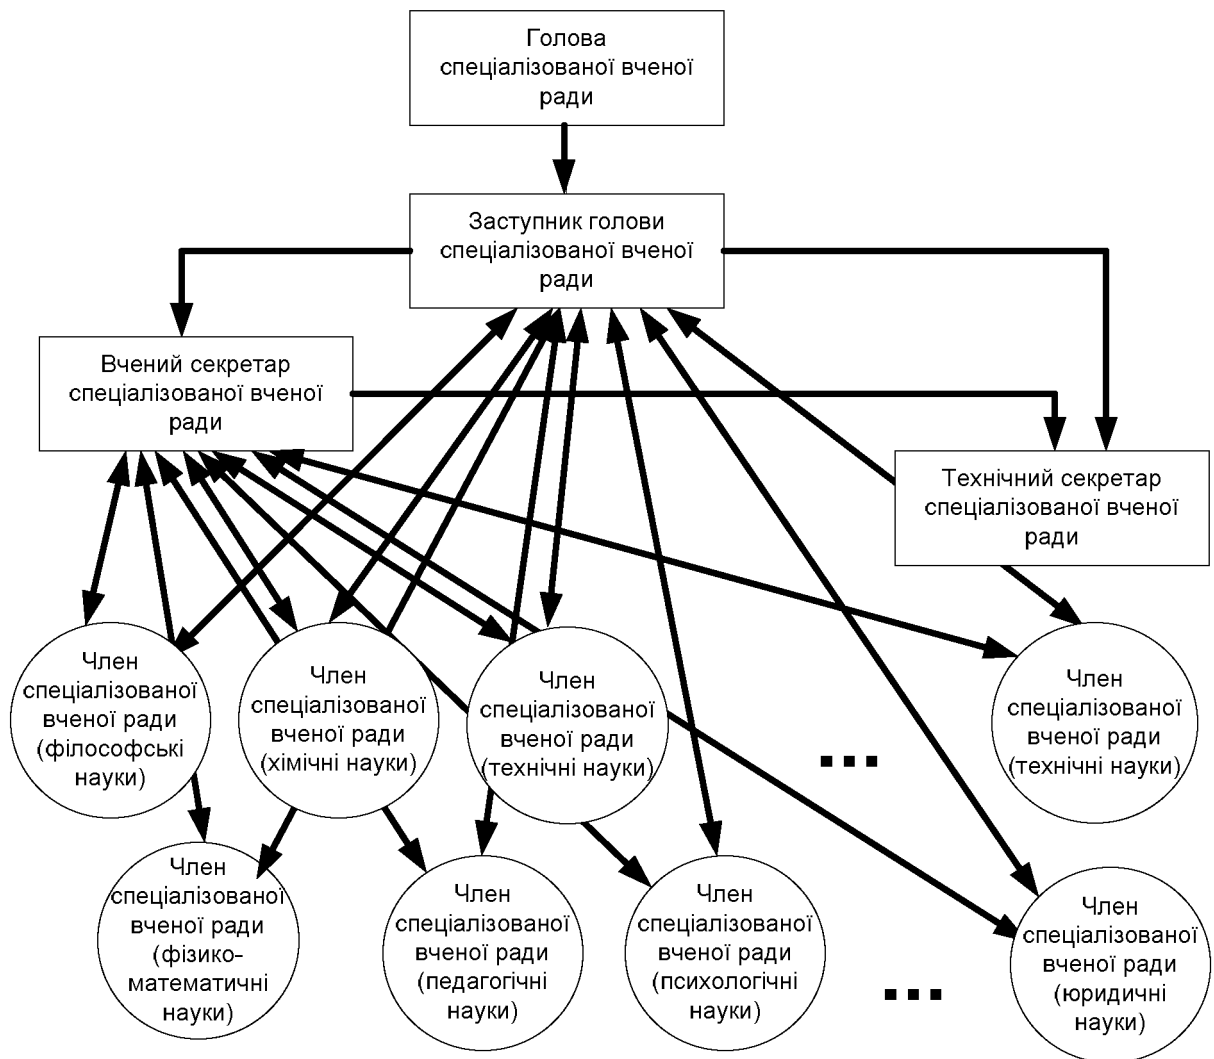 Голова
спеціалізованої вченої
ради
Заступник голови
спеціалізованої вченої
ради
Вчений секретар
спеціалізованої вченої
ради
Технічний секретар
спеціалізованої вченої
ради
Член
спеціалізованої
вченої ради
(філософські
науки)
Член
спеціалізованої
вченої ради
(хімічні науки)
Член
спеціалізованої
вченої ради
(технічні науки)
...
Член
спеціалізованої
вченої ради
(технічні науки)
Член
спеціалізованої
вченої ради
(фізико-
математичні
науки)
Член
спеціалізованої
вченої ради
(педагогічні
науки)
Член
спеціалізованої
вченої ради
(психологічні
науки)
...
Член
спеціалізованої
вченої ради
(юридичні
науки)